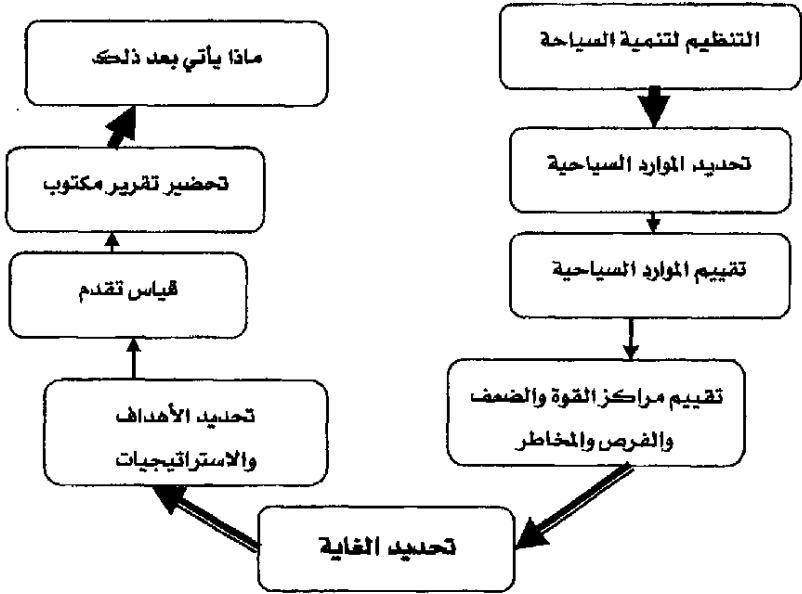 التنظيم لتنمية السياحة
تحديد الموارد السياحية
تقييم الموارد السياحية
تقييم مراكز القوة والضعف
والفرص والمخاطر
تحديد الغاية
تحديد الأهداف
والاستراتيجيات
قياس تقدم
تحضير تقرير مكتوب
ماذا يأتي بعد ذلك